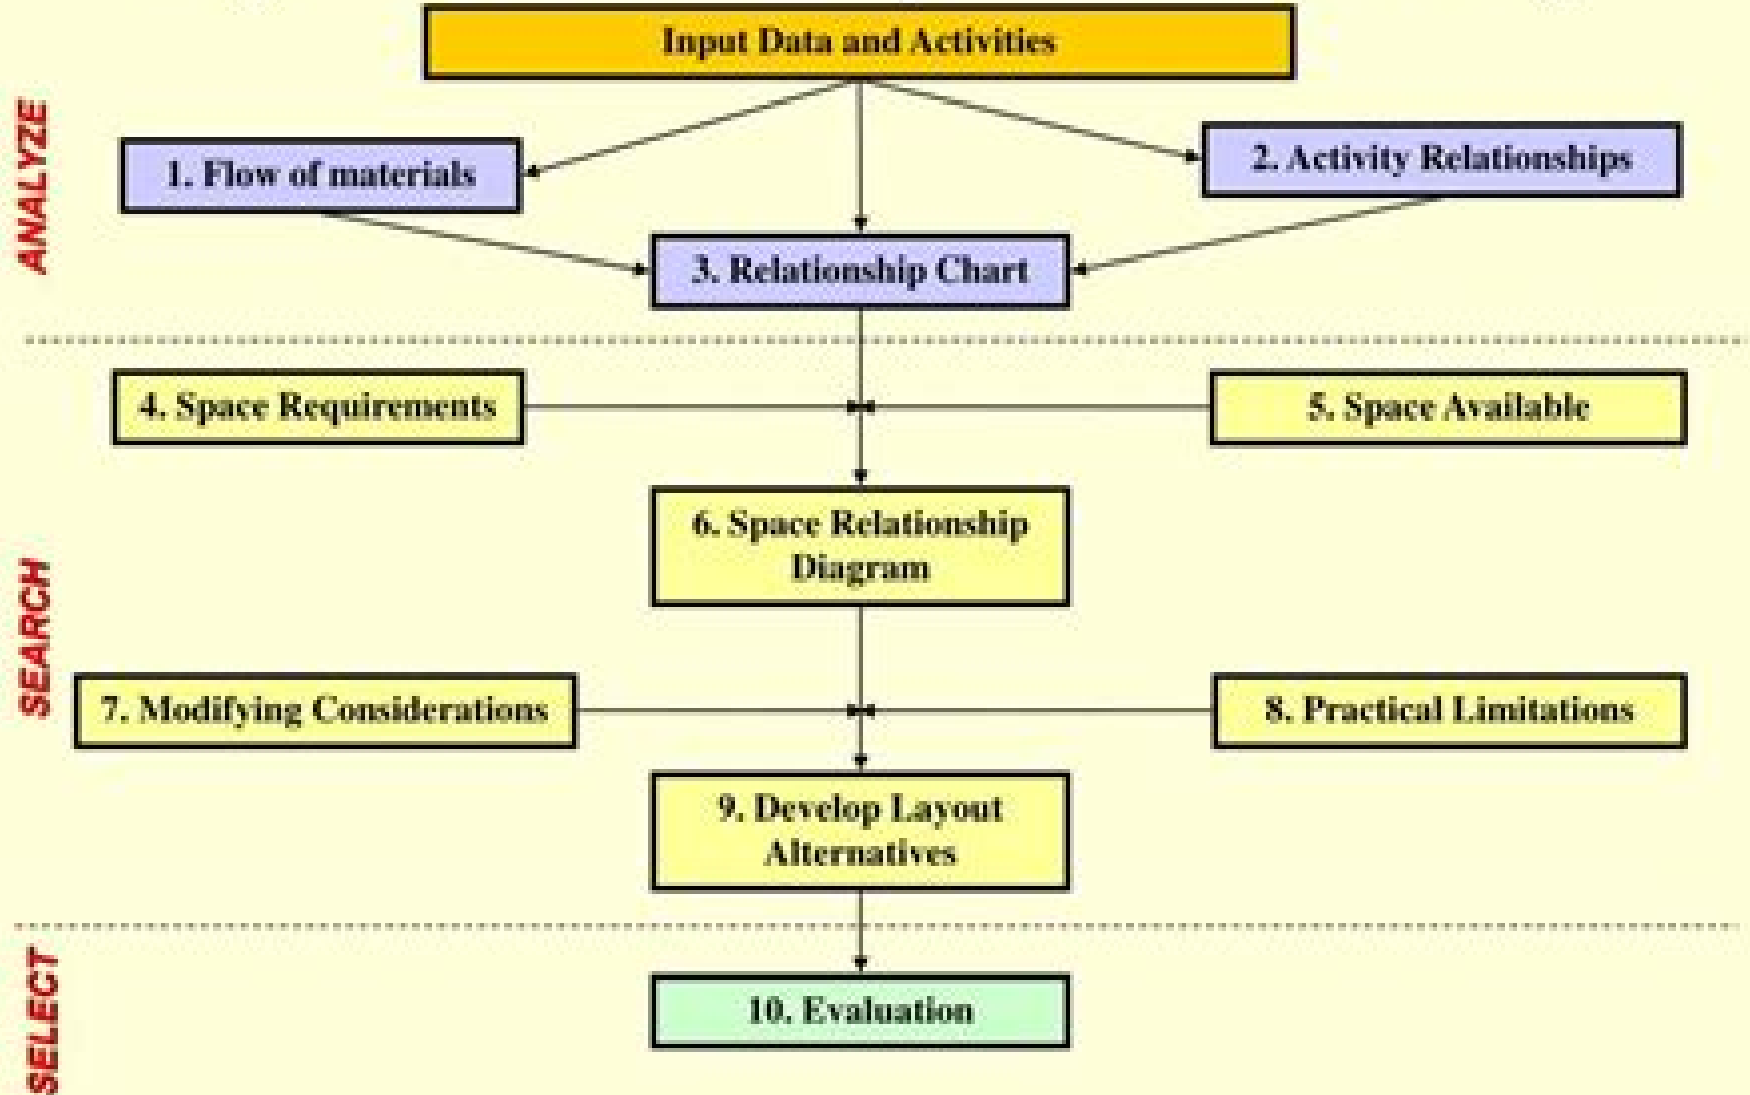 Input Data and Activities
ANALYZE
1. Flow of materials
2. Activity Relationships
3. Relationship Chart
4. Space Requirements
5. Space Available
6. Space Relationship
Diagram
SEARCH
7. Modifying Considerations
8. Practical Limitations
9. Develop Layout
Alternatives
SELECT
10. Evaluation